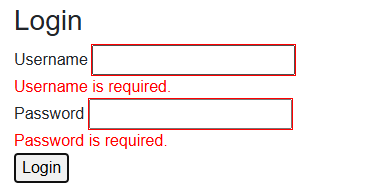 Login
Username
Username is required.
Password
Password is required.
Login